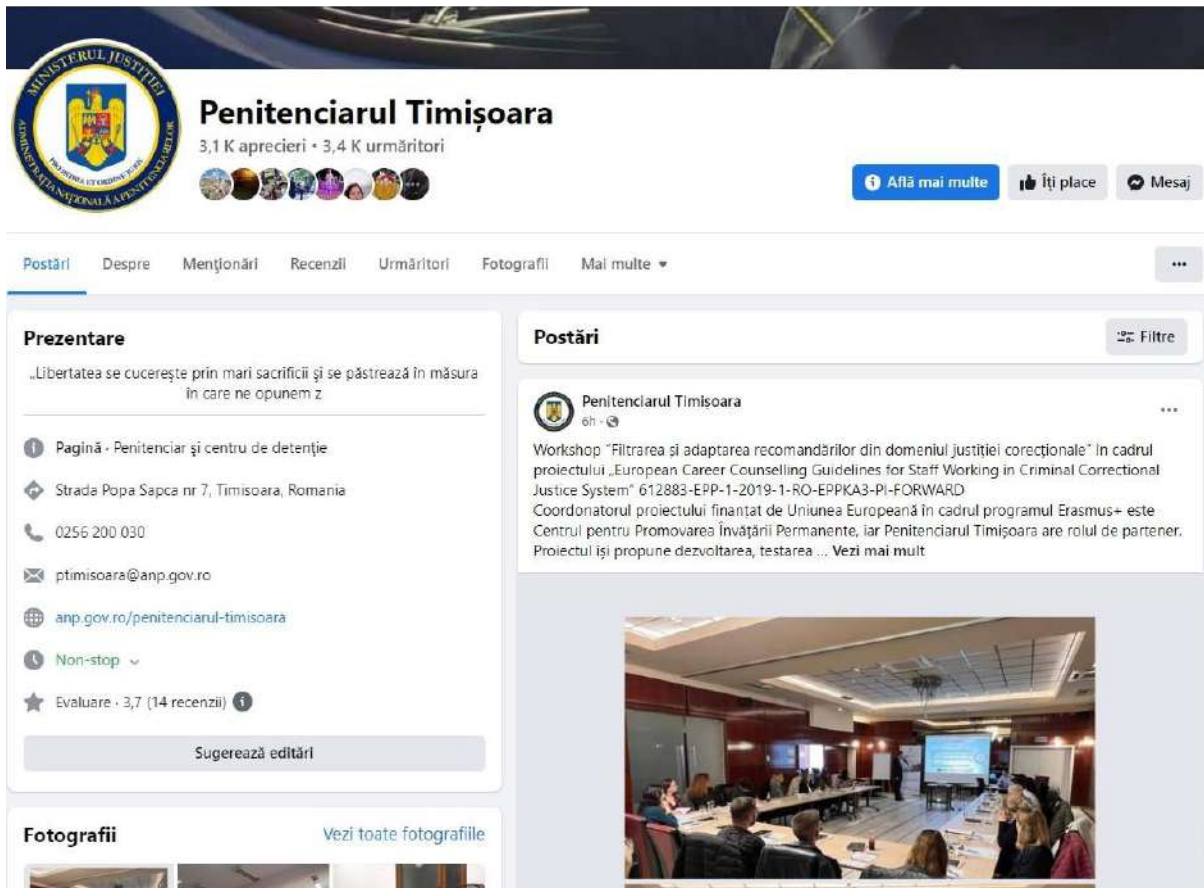 MINISTERUL JUSTIȚIEI
ADMINISTRAȚIA NAȚIONALĂ A PENITENCIARELOR
Penitenciarul Timișoara
3,1 K aprecieri • 3,4 K urmăritori
Află mai multe
Îți place
Mesaj
Postări
Despre
Menționări
Recenzii
Urmăritori
Fotografii
Mai multe
Prezentare
„Libertatea se cucerește prin mari sacrificii și se păstrează în măsura
în care ne opunem z
Pagină · Penitenciar și centru de detenție
Strada Popa Sapca nr 7, Timisoara, Romania
0256 200 030
ptimisoara@anp.gov.ro
anp.gov.ro/penitenciarul-timisoara
Non-stop
Evaluare · 3,7 (14 recenzii)
Sugerează editări
Fotografii
Vezi toate fotografiile
Postări
Filtre
Penitenciarul Timișoara
6h ·
Workshop "Filtrarea și adaptarea recomandărilor din domeniul justiției corecționale" în cadrul
proiectului „European Career Counselling Guidelines for Staff Working in Criminal Correctional
Justice System" 612883-EPP-1-2019-1-RO-EPPKA3-PI-FORWARD
Coordonatorul proiectului finanțat de Uniunea Europeană în cadrul programul Erasmus+ este
Centrul pentru Promovarea Învățării Permanente, iar Penitenciarul Timișoara are rolul de partener.
Proiectul își propune dezvoltarea, testarea ... Vezi mai mult